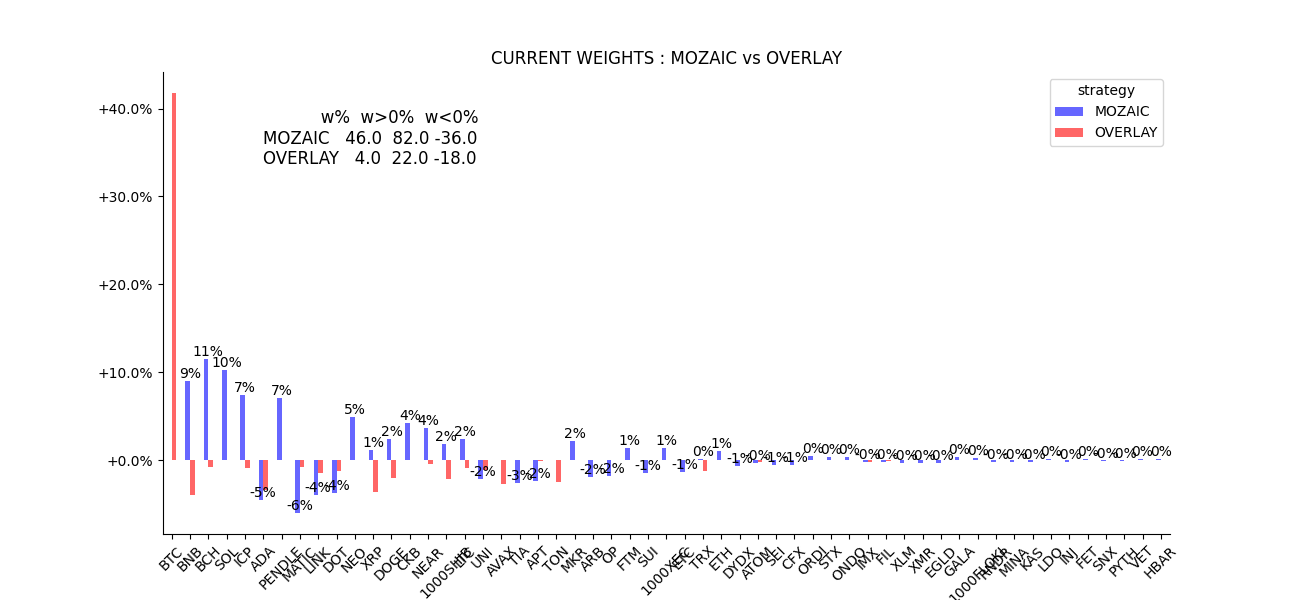 CURRENT WEIGHTS : MOZAIC vs OVERLAY
+40.0%
+30.0%
+20.0%
+10.0%
+0.0%
w% w>0% w<0%
MOZAIC 46.0 82.0 -36.0
OVERLAY 4.0 22.0 -18.0
strategy
MOZAIC
OVERLAY
9% 11% 10% 7% -5% 7% -6% -4% -4% 5% 1% 2% 4% 4% 2% 2% -2% -3% -2% 2% -2% -2% 1% -1% 1% -1% 0% 1% -1% -0% -1% -1% 0% 0% 0% -0% -0% -0% -0% -0% 0% 0% -0% -0% -0% 0% -0% 0% -0% -0% 0% 0%
BTC BNB BCH SOL ICP ADA PENDLE MATIC LINK DOT NEO XRP DOGE CKB NEAR 1000SHIB LTC UNI AVAX TIA APT TON MKR ARB OP FTM SUI 1000XEC ETC TRX ETH DYDX ATOM SEI CFX ORDI STX ONDO IMX FIL XLM XMR EGLD GALA 1000FLOKI RNDR MINA KAS LDO INJ FET SNX PYTH VET HBAR